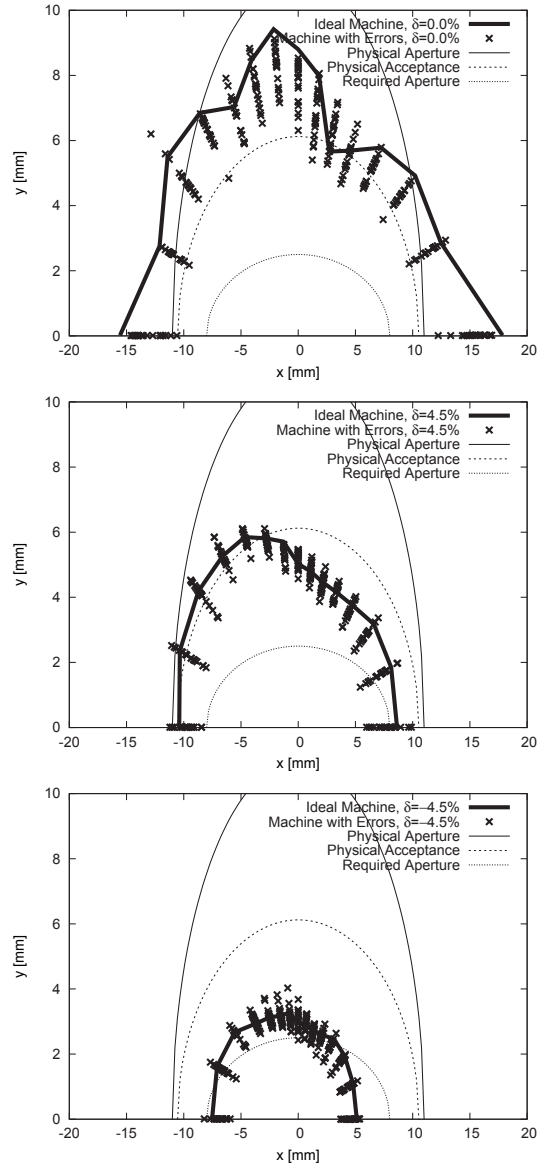 Ideal Machine, δ=0.0%
Machine with Errors, δ=0.0%
Physical Aperture
Physical Acceptance
Required Aperture
y [mm]
10
8
6
4
2
0
-20 -15 -10 -5 0 5 10 15 20
x [mm]
Ideal Machine, δ=4.5%
Machine with Errors, δ=4.5%
Physical Aperture
Physical Acceptance
Required Aperture
y [mm]
10
8
6
4
2
0
-20 -15 -10 -5 0 5 10 15 20
x [mm]
Ideal Machine, δ=–4.5%
Machine with Errors, δ=–4.5%
Physical Aperture
Physical Acceptance
Required Aperture
y [mm]
10
8
6
4
2
0
-20 -15 -10 -5 0 5 10 15 20
x [mm]